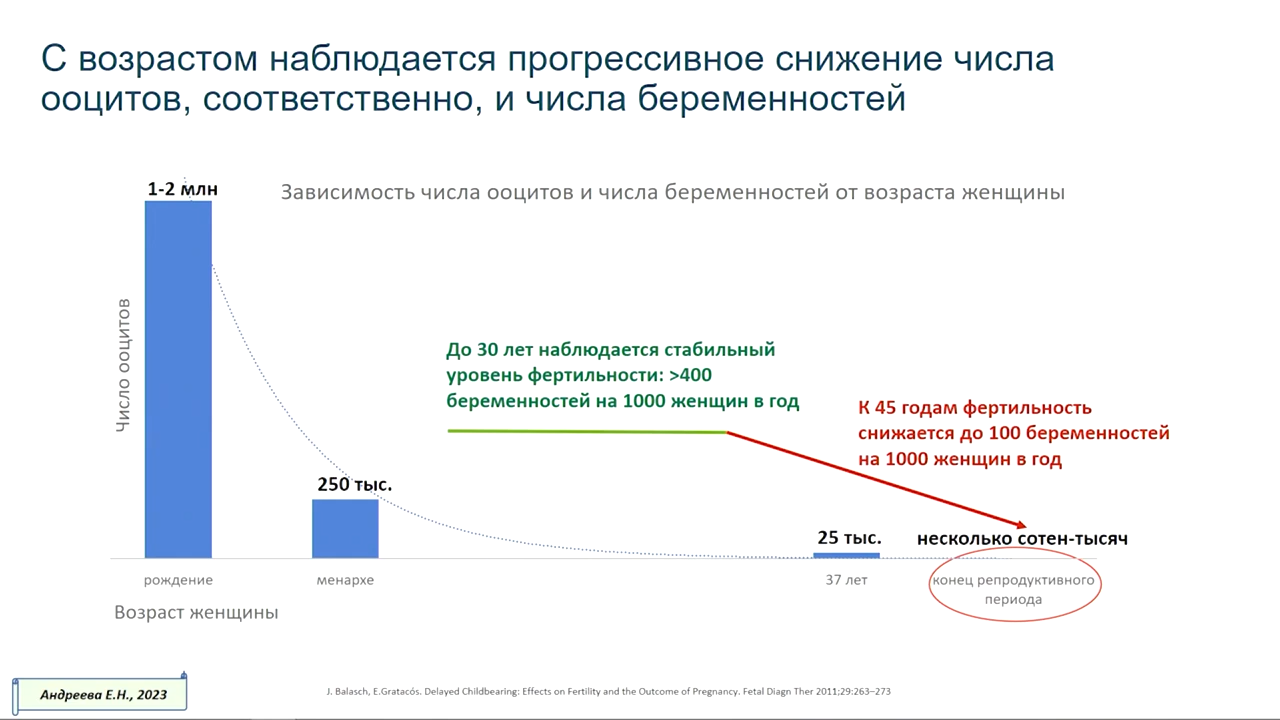 С возрастом наблюдается прогрессивное снижение числа
ооцитов, соответственно, и числа беременностей
1-2 млн
Зависимость числа ооцитов и числа беременностей от возраста женщины
Число ооцитов
До 30 лет наблюдается стабильный
уровень фертильности: >400
беременностей на 1000 женщин в год
К 45 годам фертильность
снижается до 100 беременностей
на 1000 женщин в год
250 тыс.
25 тыс.
несколько сотен-тысяч
рождение
менархе
37 лет
конец репродуктивного
периода
Возраст женщины
Андреева Е.Н., 2023
J. Balasch, E.Gratacós. Delayed Childbearing: Effects on Fertility and the Outcome of Pregnancy. Fetal Diagn Ther 2011;29:263–273